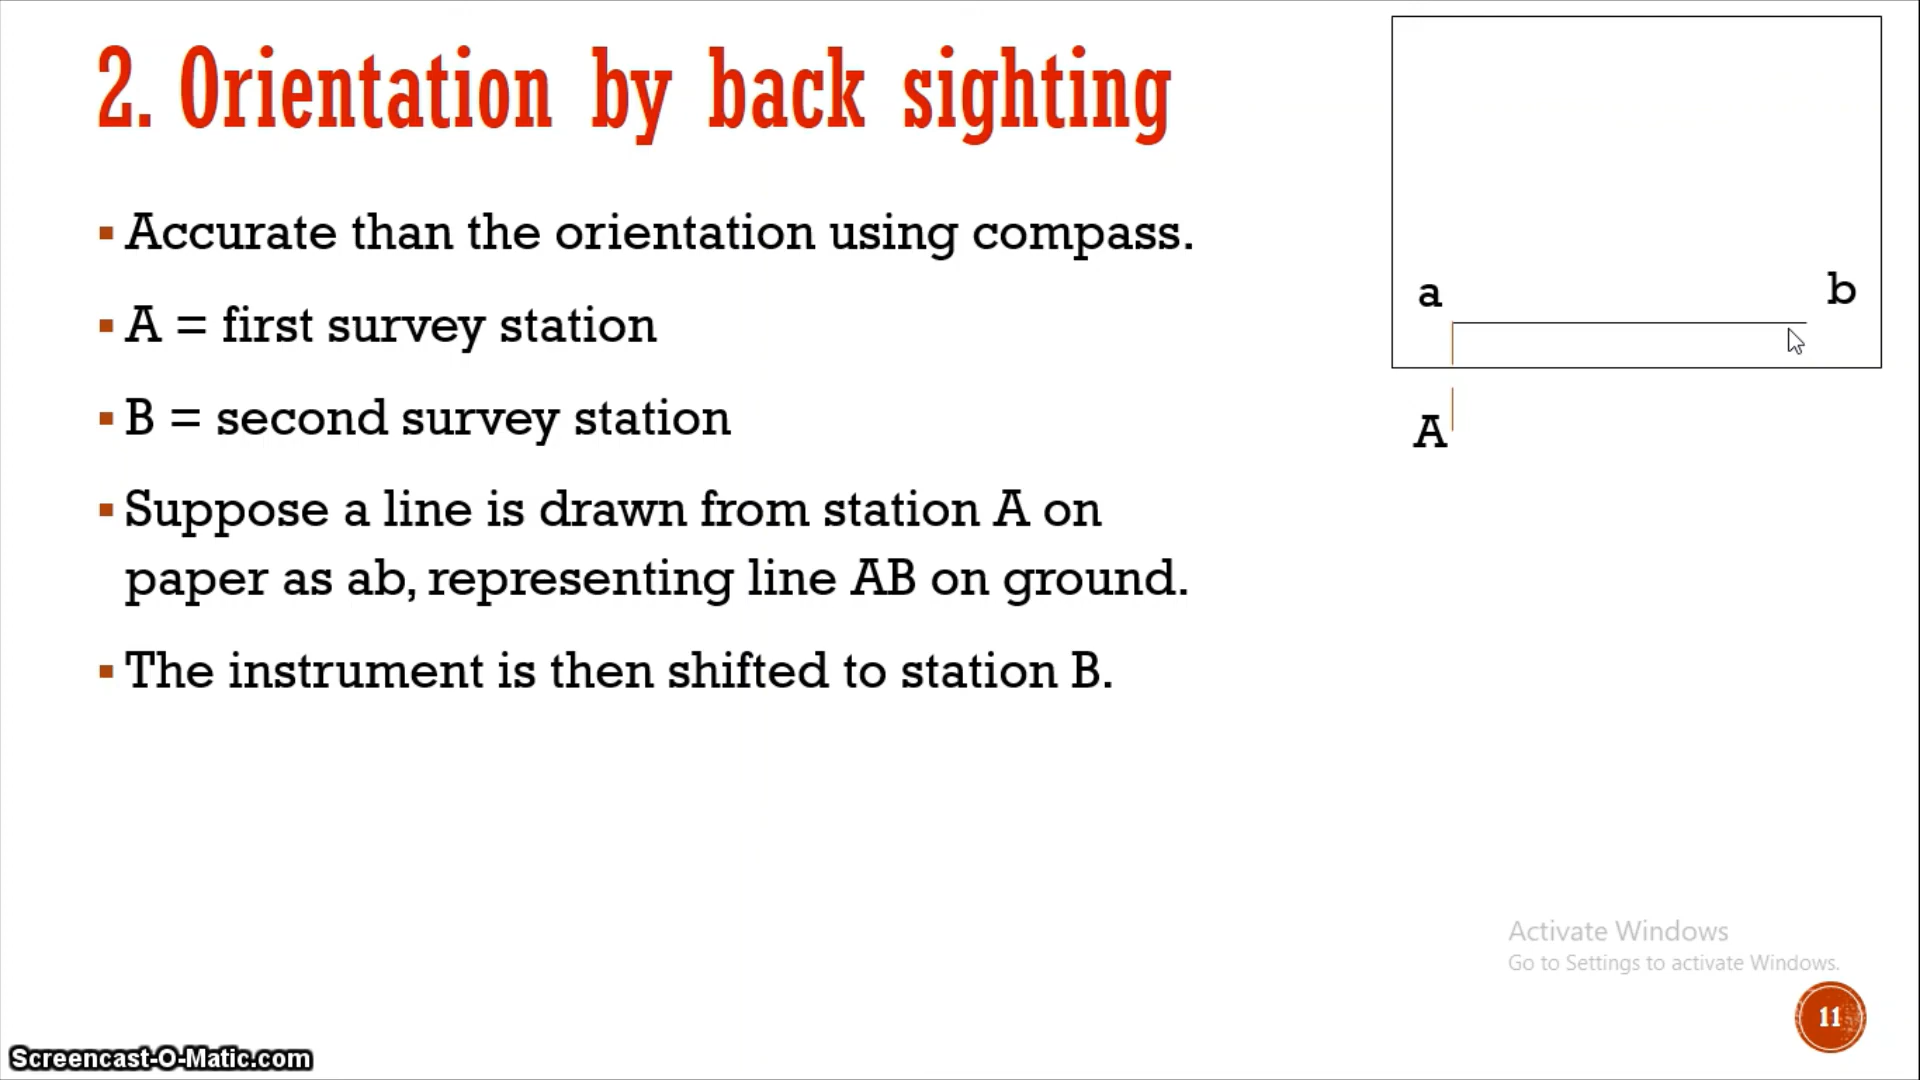 2. Orientation by back sighting
▪ Accurate than the orientation using compass.
▪ A = first survey station
▪ B = second survey station
▪ Suppose a line is drawn from station A on
paper as ab, representing line AB on ground.
▪ The instrument is then shifted to station B.
a
b
A
Activate Windows
Go to Settings to activate Windows.
11
Screencast-O-Matic.com